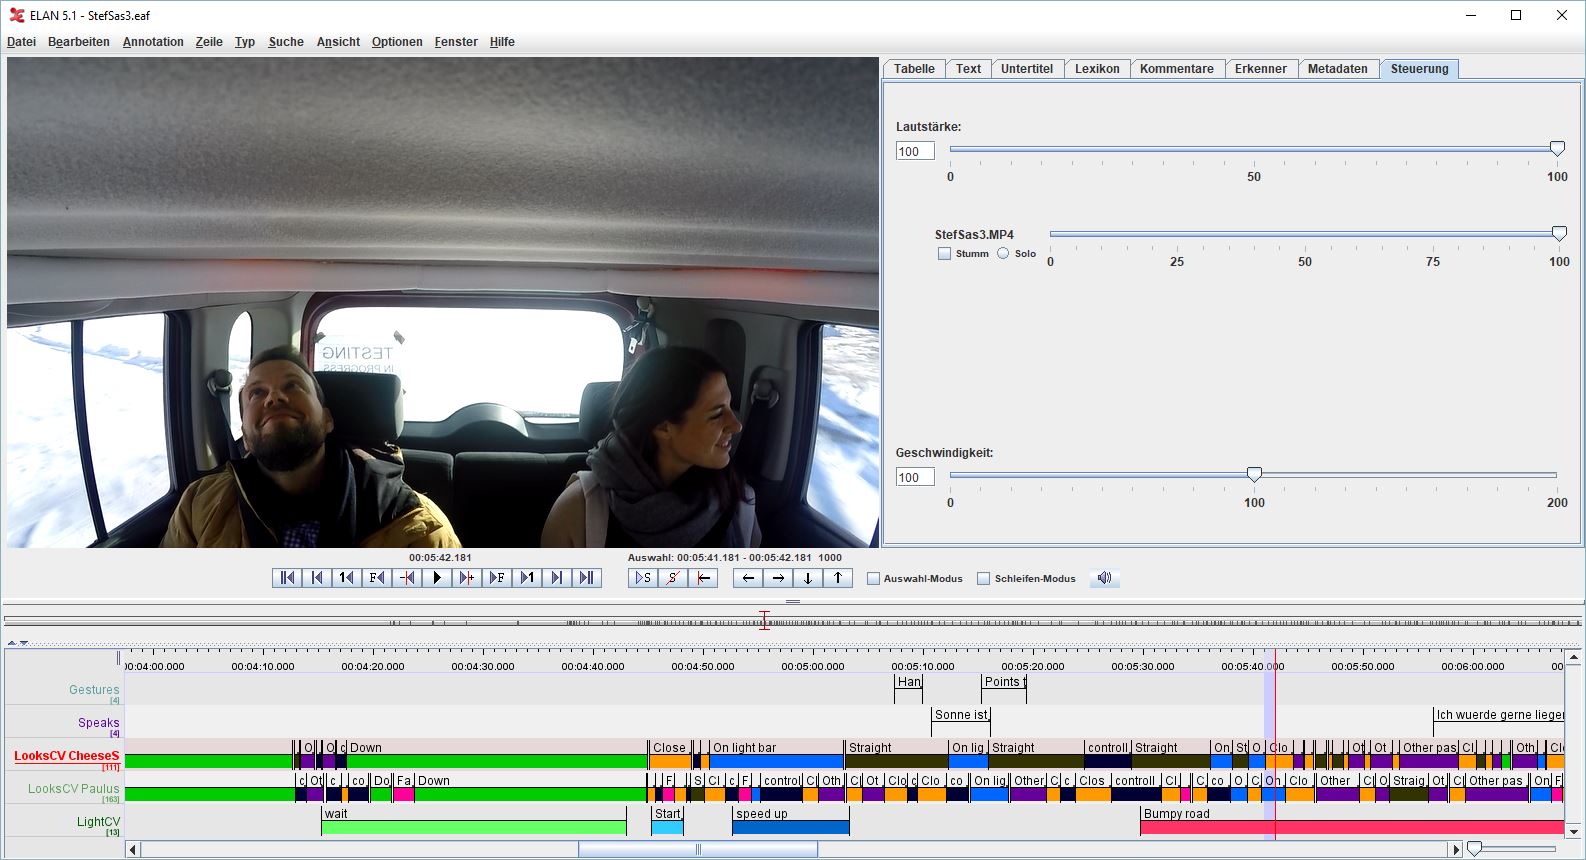 ELAN 5.1 - StefSas3.eaf
Datei Bearbeiten Annotation Zeile Typ Suche Ansicht Optionen Fenster Hilfe
Tabelle Text Untertitel Lexikon Kommentare Erkenner Metadaten Steuerung
Lautstärke:
100
0 50 100
StefSas3.MP4
Stumm Solo
0 25 50 75 100
TESTING
IN PROGRESS
Geschwindigkeit:
100
0 100 200
00:05:42.181
Auswahl: 00:05:41.181 - 00:05:42.181 1000
1 F F 1 S S
Auswahl-Modus Schleifen-Modus
00:04:00.000 00:04:10.000 00:04:20.000 00:04:30.000 00:04:40.000 00:04:50.000 00:05:00.000 00:05:10.000 00:05:20.000 00:05:30.000 00:05:40.000 00:05:50.000 00:06:00.000 00
Gestures Han Points t
[4]
Speaks Sonne ist Ich wuerde gerne liegen
[4]
LooksCV CheeseS O O c Down Close On light bar Straight On lig Straight controll Straight On St O Clo Ot Ot Other pas Cl Oth Clo
[111]
LooksCV Paulus c Ot c co Do Fa Down F S Cl c F control Cl Oth Cl Ot Clo c Clo co On lig Other C c Clos controll Cl C co O C On Clo Other C O Straig Ot Cl Other pas On F
[163]
LightCV wait Start speed up Bumpy road
[13]